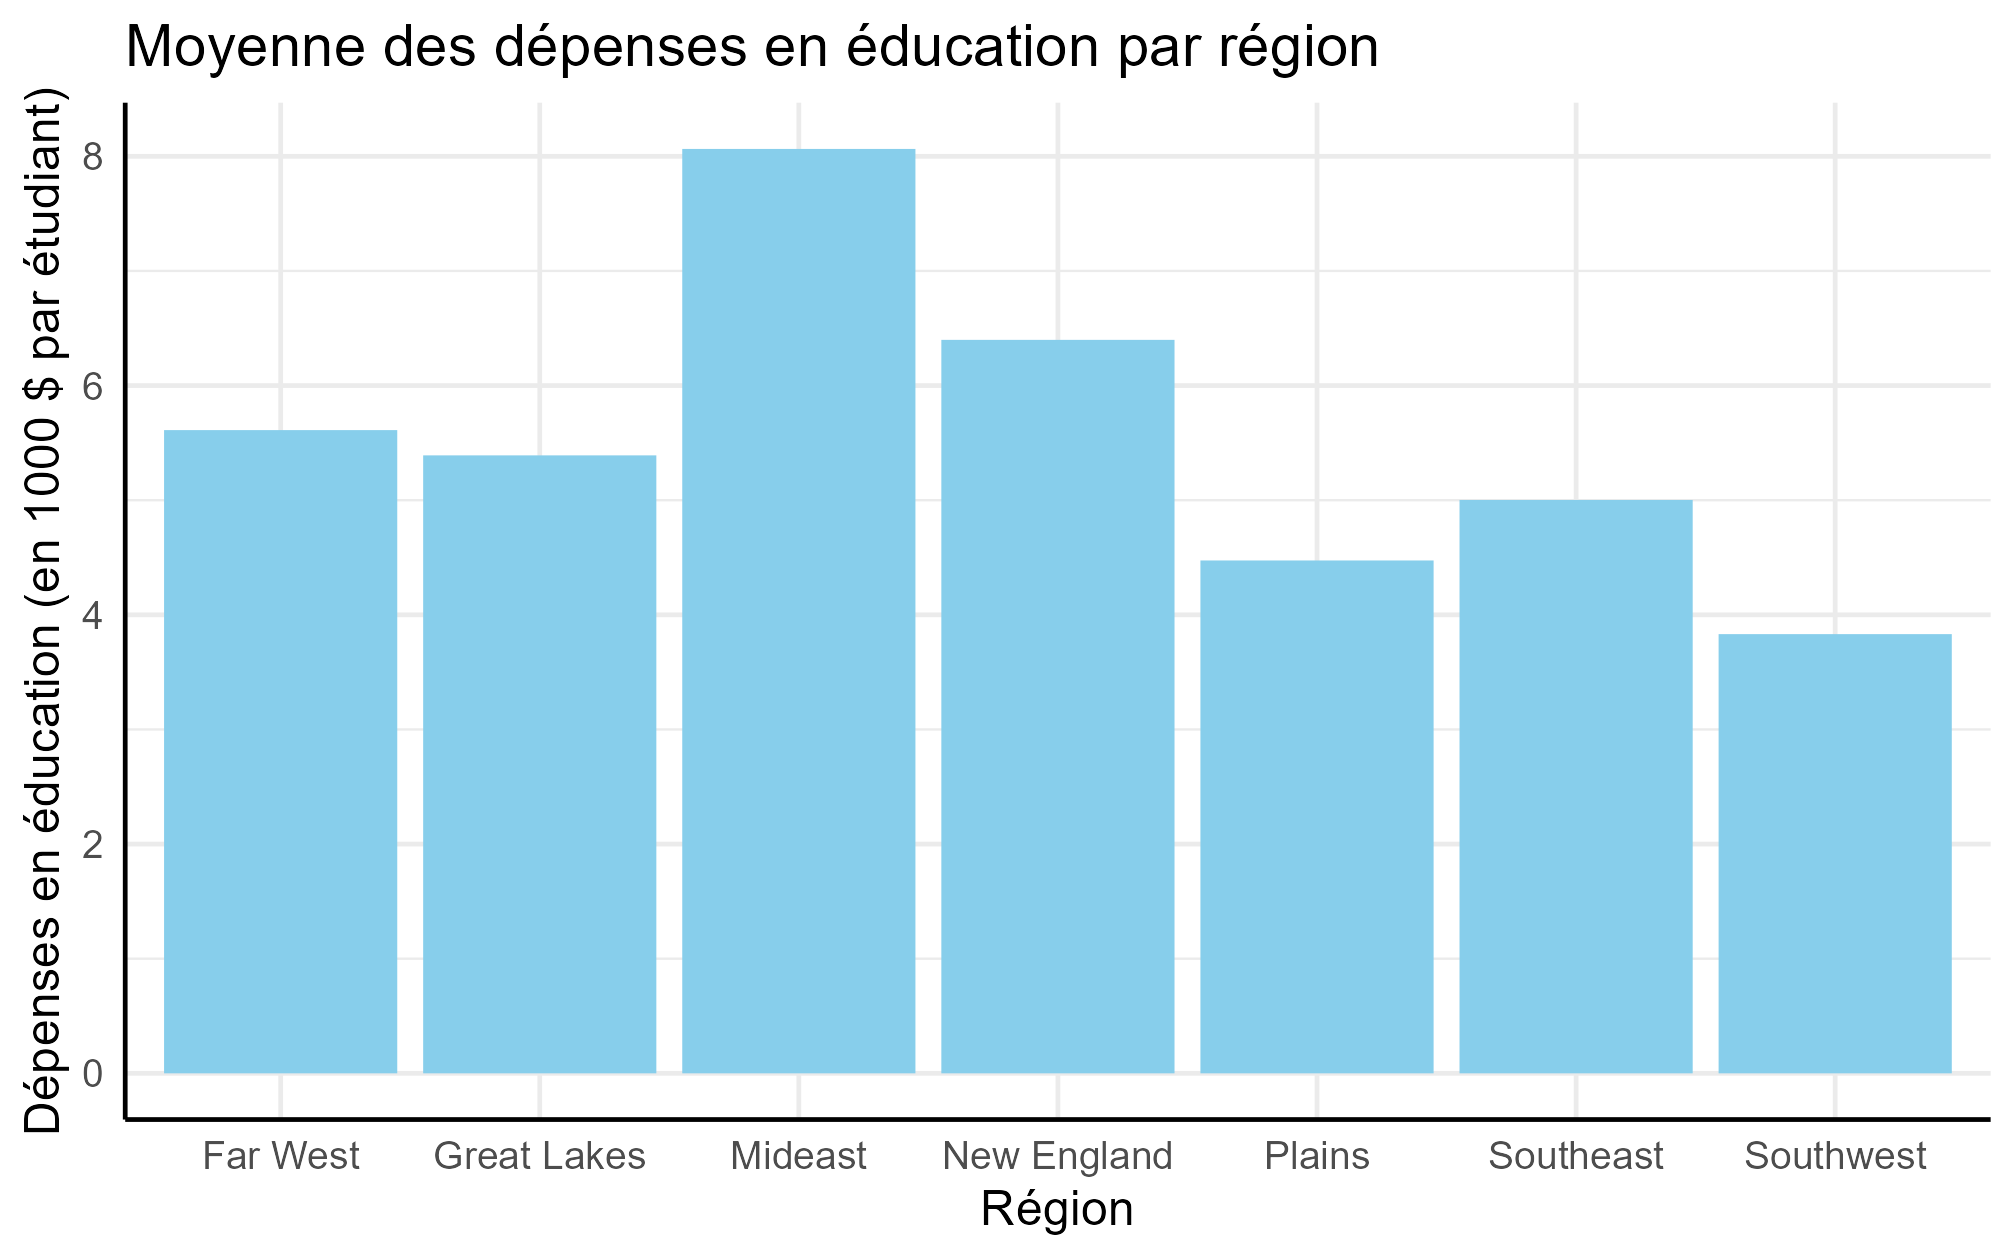 Moyenne des dépenses en éducation par région
Dépenses en éducation (en 1000 $ par étudiant)
8
6
4
2
0
Far West
Great Lakes
Mideast
New England
Plains
Southeast
Southwest
Région